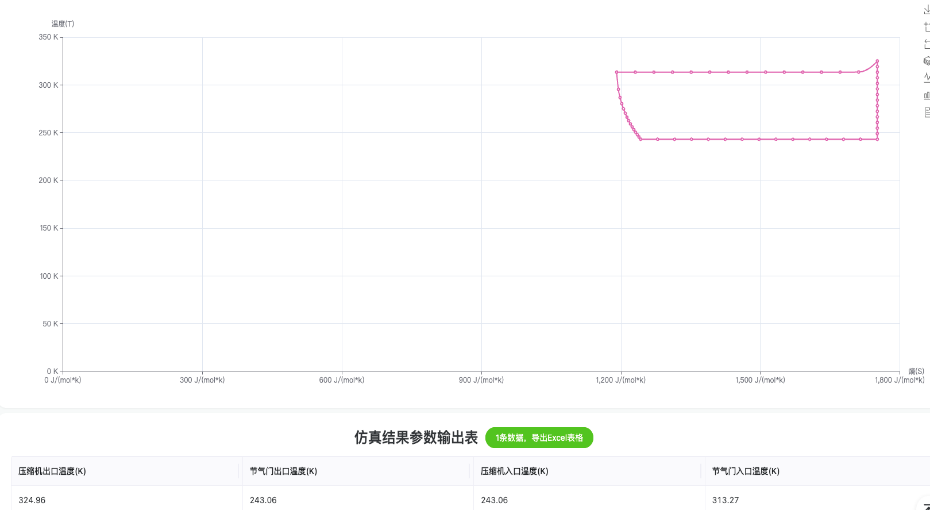 温度(T)
350 K
300 K
250 K
200 K
150 K
100 K
50 K
0 K
0 J/(mol*k)
300 J/(mol*k)
600 J/(mol*k)
900 J/(mol*k)
1,200 J/(mol*k)
1,500 J/(mol*k)
1,800 J/(mol*k)
熵(S)
仿真结果参数输出表
1条数据，导出Excel表格
压缩机出口温度(K)
节气门出口温度(K)
压缩机入口温度(K)
节气门入口温度(K)
324.96
243.06
243.06
313.27